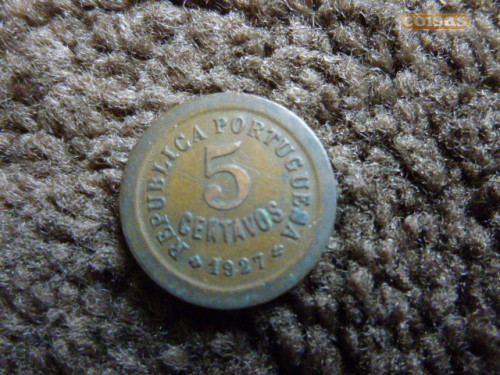 coisas
REPUBLICA PORTUGUESA
5
CENTAVOS
1927